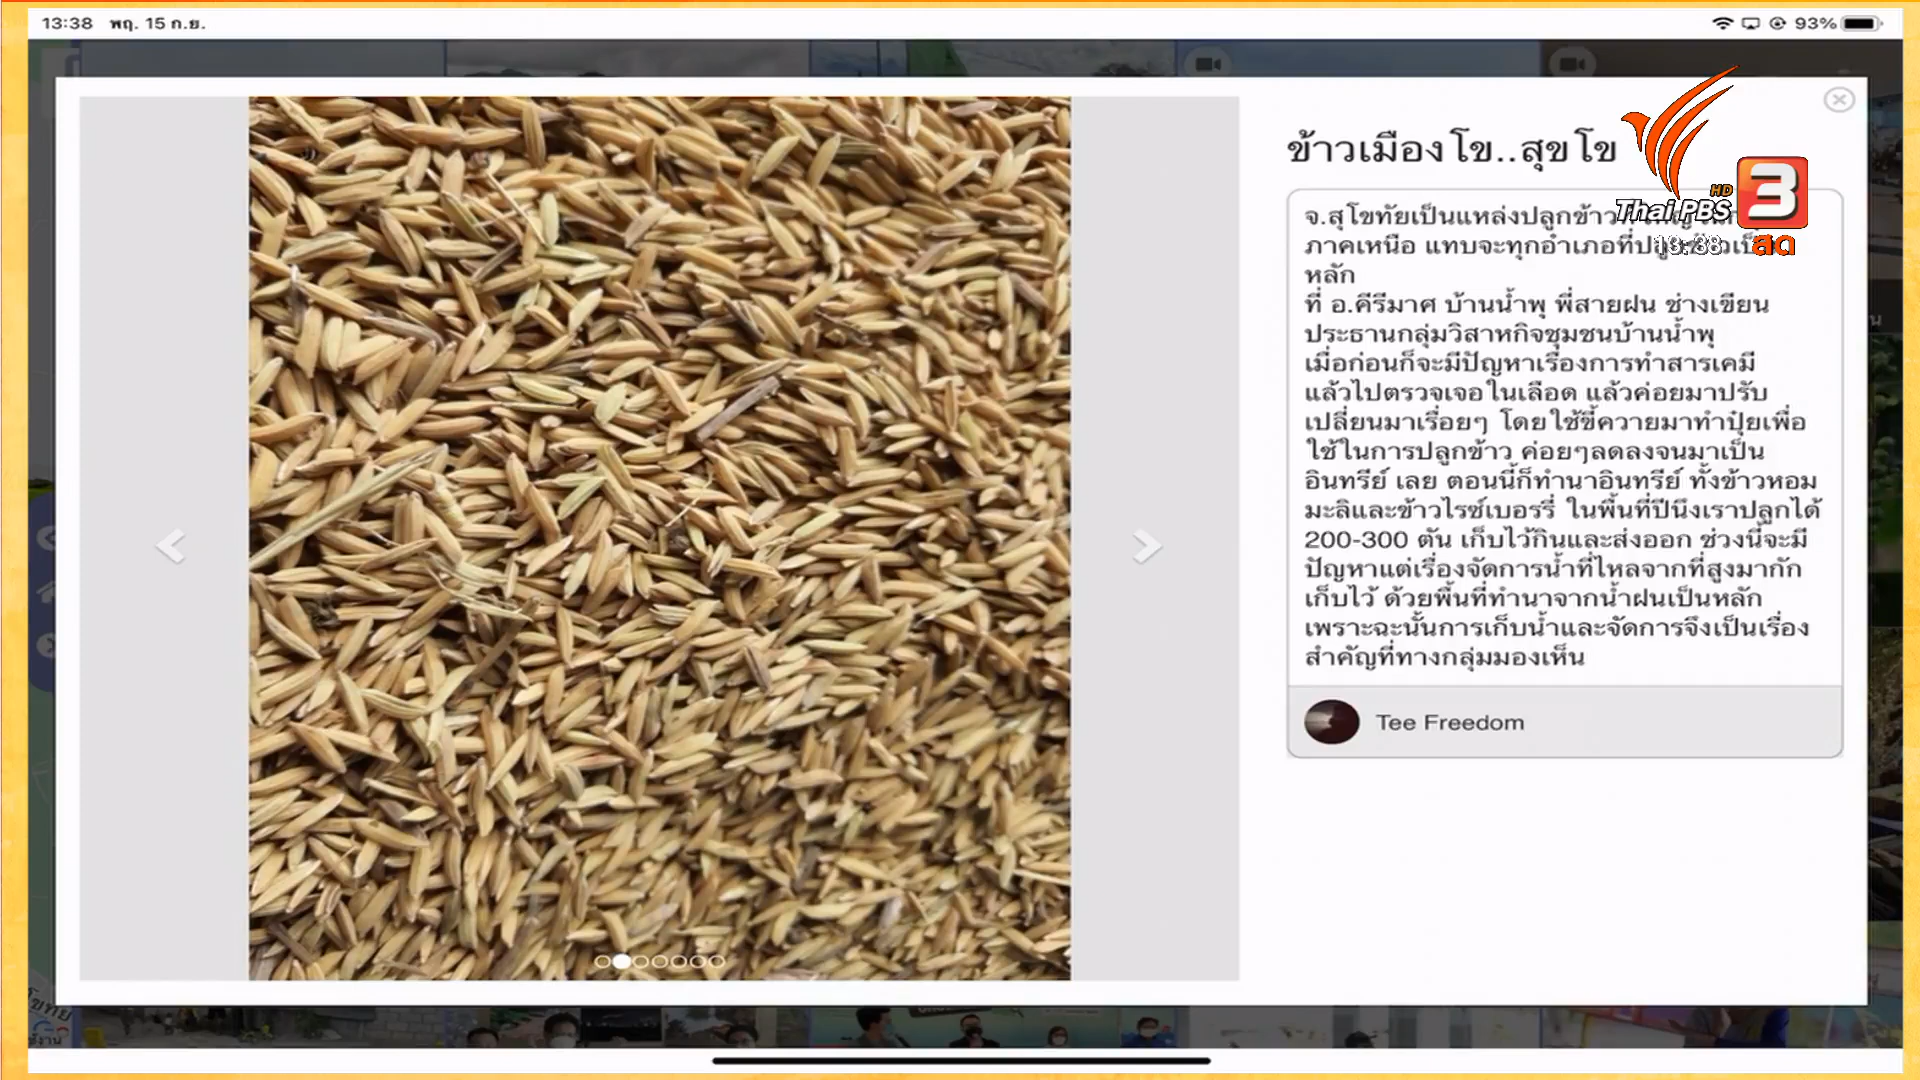 13:38 พฤ. 15 ก.ย.
93%
ข้าวเมืองโข..สุขโข
Thai PBS HD 3
13:38 สด
จ.สุโขทัยเป็นแหล่งปลูกข้าว
ภาคเหนือ แทบจะทุกอำเภอที่ปลูกข้าวเป็น
หลัก
ที่ อ.คีรีมาศ บ้านน้ำพุ พี่สายฝน ช่างเขียน
ประธานกลุ่มวิสาหกิจชุมชนบ้านน้ำพุ
เมื่อก่อนก็จะมีปัญหาเรื่องการทำสารเคมี
แล้วไปตรวจเจอในเลือด แล้วค่อยมาปรับ
เปลี่ยนมาเรื่อยๆ โดยใช้ขี้ควายมาทำปุ๋ยเพื่อ
ใช้ในการปลูกข้าว ค่อยๆลดลงจนมาเป็น
อินทรีย์ เลย ตอนนี้ก็ทำนาอินทรีย์ ทั้งข้าวหอม
มะลิและข้าวไรซ์เบอรรี่ ในพื้นที่ปีนึงเราปลูกได้
200-300 ตัน เก็บไว้กินและส่งออก ช่วงนี้จะมี
ปัญหาแต่เรื่องจัดการน้ำที่ไหลจากที่สูงมากัก
เก็บไว้ ด้วยพื้นที่ทำนาจากน้ำฝนเป็นหลัก
เพราะฉะนั้นการเก็บน้ำและจัดการจึงเป็นเรื่อง
สำคัญที่ทางกลุ่มมองเห็น
Tee Freedom